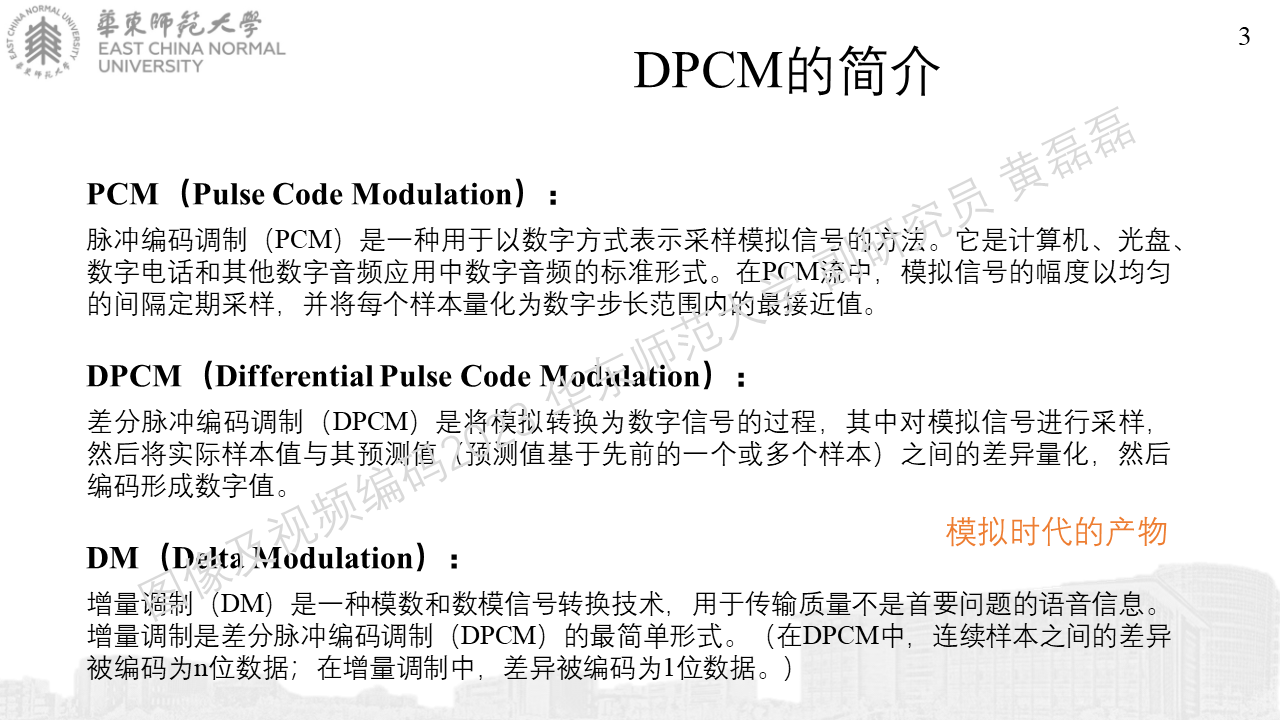 華東師範大學
EAST CHINA NORMAL
UNIVERSITY
EAST CHINA NORMAL UNIVERSITY
華東師範大學
3
DPCM的简介
PCM（Pulse Code Modulation）：
脉冲编码调制（PCM）是一种用于以数字方式表示采样模拟信号的方法。它是计算机、光盘、
数字电话和其他数字音频应用中数字音频的标准形式。在PCM流中，模拟信号的幅度以均匀
的间隔定期采样，并将每个样本量化为数字步长范围内的最接近值。
DPCM（Differential Pulse Code Modulation）：
差分脉冲编码调制（DPCM）是将模拟转换为数字信号的过程，其中对模拟信号进行采样，
然后将实际样本值与其预测值（预测值基于先前的一个或多个样本）之间的差异量化，然后
编码形成数字值。
模拟时代的产物
DM（Delta Modulation）：
增量调制（DM）是一种模数和数模信号转换技术，用于传输质量不是首要问题的语音信息。
增量调制是差分脉冲编码调制（DPCM）的最简单形式。（在DPCM中，连续样本之间的差异
被编码为n位数据；在增量调制中，差异被编码为1位数据。）
图像及视频编码2023 华东师范大学 副研究员 黄磊磊